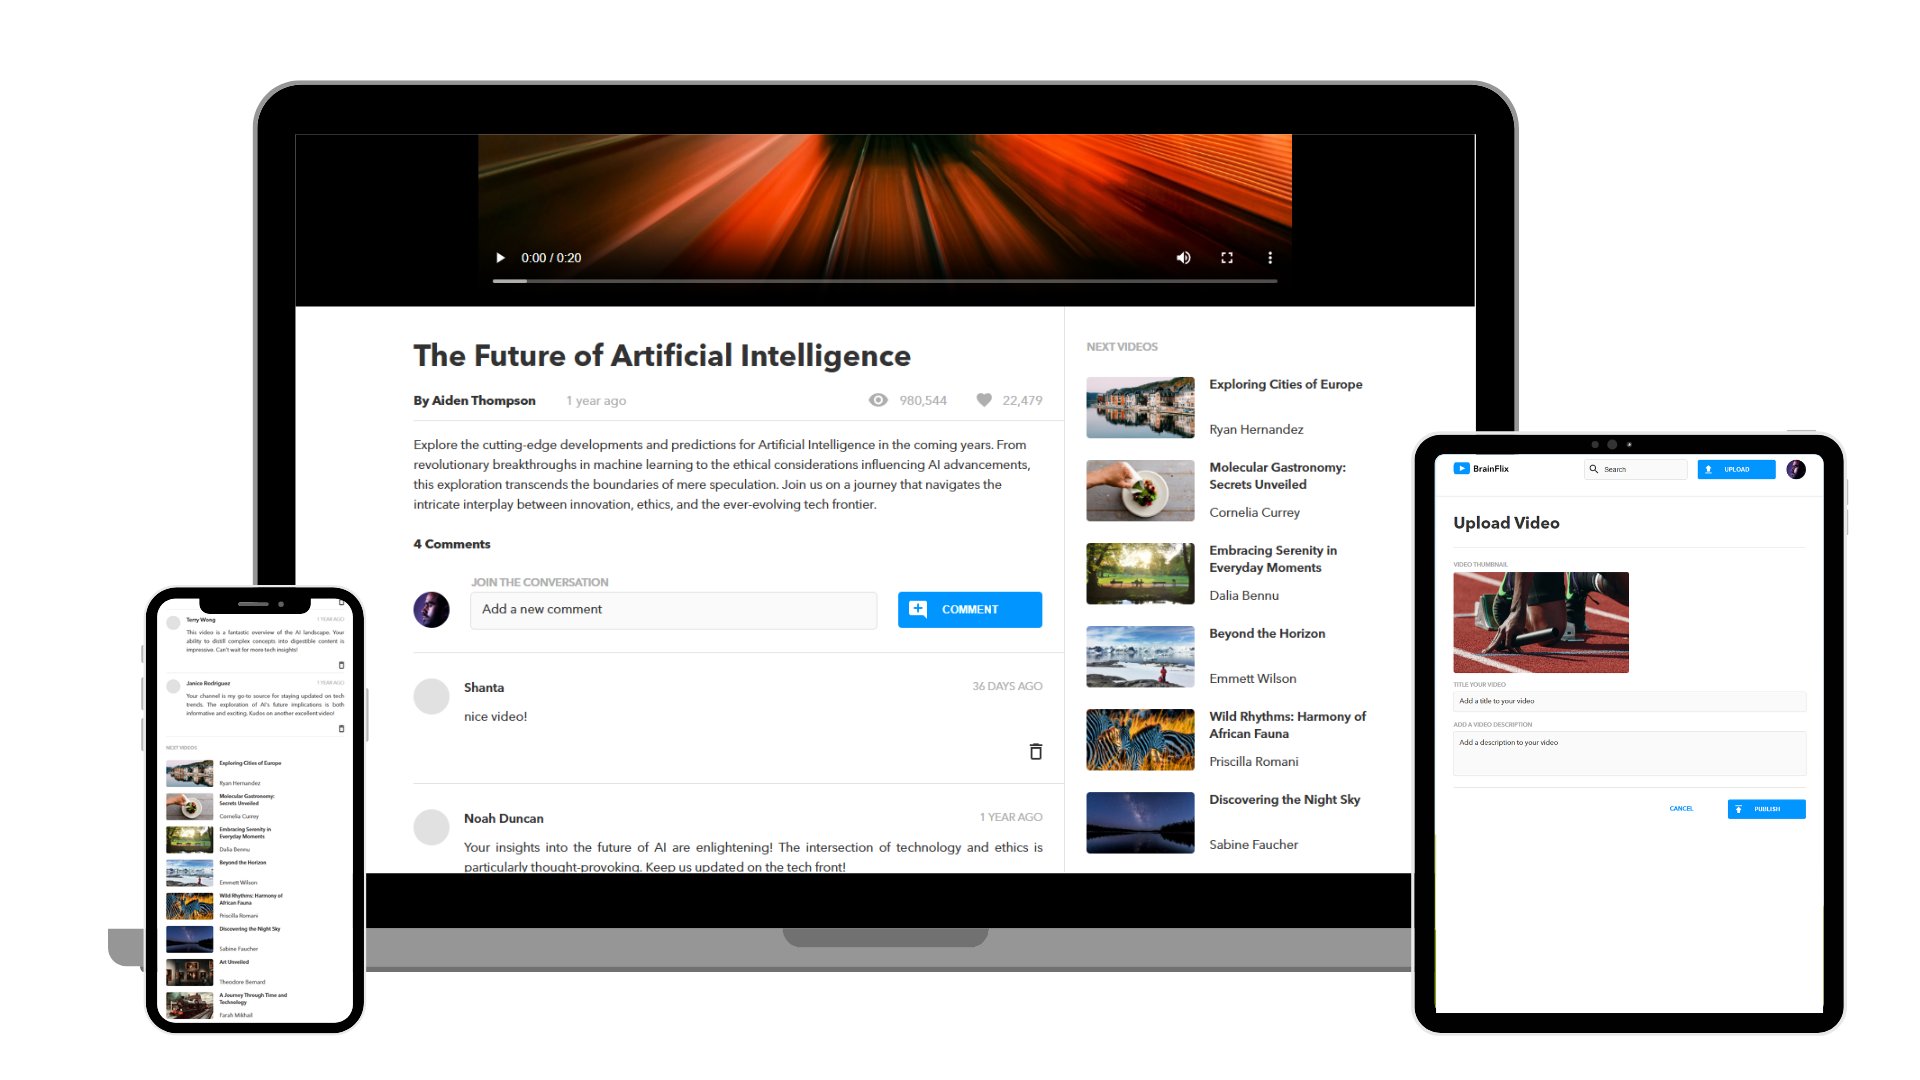 0:00 / 0:20
The Future of Artificial Intelligence
By Aiden Thompson 1 year ago 980,544 22,479
Explore the cutting-edge developments and predictions for Artificial Intelligence in the coming years. From
revolutionary breakthroughs in machine learning to the ethical considerations influencing AI advancements,
this exploration transcends the boundaries of mere speculation. Join us on a journey that navigates the
intricate interplay between innovation, ethics, and the ever-evolving tech frontier.
4 Comments
JOIN THE CONVERSATION
Add a new comment
COMMENT
Shanta 36 DAYS AGO
nice video!
Noah Duncan 1 YEAR AGO
Your insights into the future of AI are enlightening! The intersection of technology and ethics is
particularly thought-provoking. Keep us updated on the tech front!
NEXT VIDEOS
Exploring Cities of Europe
Ryan Hernandez
Molecular Gastronomy:
Secrets Unveiled
Cornelia Currey
Embracing Serenity in
Everyday Moments
Dalia Bennu
Beyond the Horizon
Emmett Wilson
Wild Rhythms: Harmony of
African Fauna
Priscilla Romani
Discovering the Night Sky
Sabine Faucher
Terry Wong 1 YEAR AGO
This video is a fantastic overview of the AI landscape. Your
ability to distill complex concepts into digestible content is
impressive. Can't wait for more tech insights!
Janice Rodriguez 1 YEAR AGO
Your channel is my go-to source for staying updated on tech
trends. The exploration of AI's future implications is both
informative and exciting. Kudos on another excellent video!
NEXT VIDEOS
Exploring Cities of Europe
Ryan Hernandez
Molecular Gastronomy:
Secrets Unveiled
Cornelia Currey
Embracing Serenity in
Everyday Moments
Dalia Bennu
Beyond the Horizon
Emmett Wilson
Wild Rhythms: Harmony of
African Fauna
Priscilla Romani
Discovering the Night Sky
Sabine Faucher
Art Unveiled
Theodore Bernard
A Journey Through Time and
Technology
Farah Mikhail
BrainFlix
Search
UPLOAD
Upload Video
VIDEO THUMBNAIL
TITLE YOUR VIDEO
Add a title to your video
ADD A VIDEO DESCRIPTION
Add a description to your video
CANCEL
PUBLISH